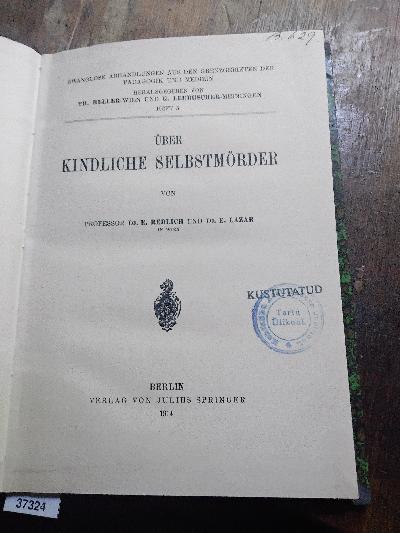 ZWANGLOSE ABHANDLUNGEN AUS DEN GRENZGEBIETEN DER
PÄDAGOGIK UND MEDIZIN
HERAUSGEGEBEN VON
TH. HELLER-WIEN UND G. LEUBUSCHER-MEININGEN
HEFT 3
ÜBER
KINDLICHE SELBSTMÖRDER
VON
PROFESSOR DR. E. REDLICH UND DR. E. LAZAR
IN WIEN
KUSTUTATUD
Tartu
Ülikool
BERLIN
VERLAG VON JULIUS SPRINGER
1914
37324